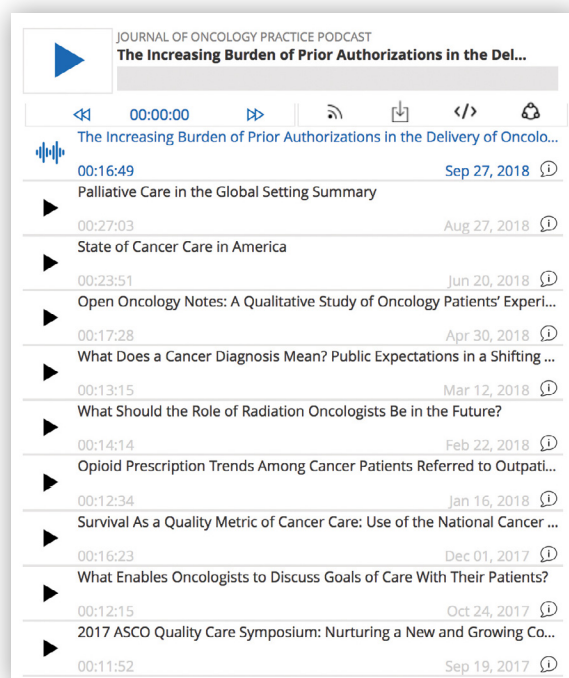 JOURNAL OF ONCOLOGY PRACTICE PODCAST
The Increasing Burden of Prior Authorizations in the Del...
00:00:00
The Increasing Burden of Prior Authorizations in the Delivery of Oncolo...
00:16:49 Sep 27, 2018
Palliative Care in the Global Setting Summary
00:27:03 Aug 27, 2018
State of Cancer Care in America
00:23:51 Jun 20, 2018
Open Oncology Notes: A Qualitative Study of Oncology Patients’ Experi...
00:17:28 Apr 30, 2018
What Does a Cancer Diagnosis Mean? Public Expectations in a Shifting ...
00:13:15 Mar 12, 2018
What Should the Role of Radiation Oncologists Be in the Future?
00:14:14 Feb 22, 2018
Opioid Prescription Trends Among Cancer Patients Referred to Outpati...
00:12:34 Jan 16, 2018
Survival As a Quality Metric of Cancer Care: Use of the National Cancer ...
00:16:23 Dec 01, 2017
What Enables Oncologists to Discuss Goals of Care With Their Patients?
00:12:15 Oct 24, 2017
2017 ASCO Quality Care Symposium: Nurturing a New and Growing Co...
00:11:52 Sep 19, 2017